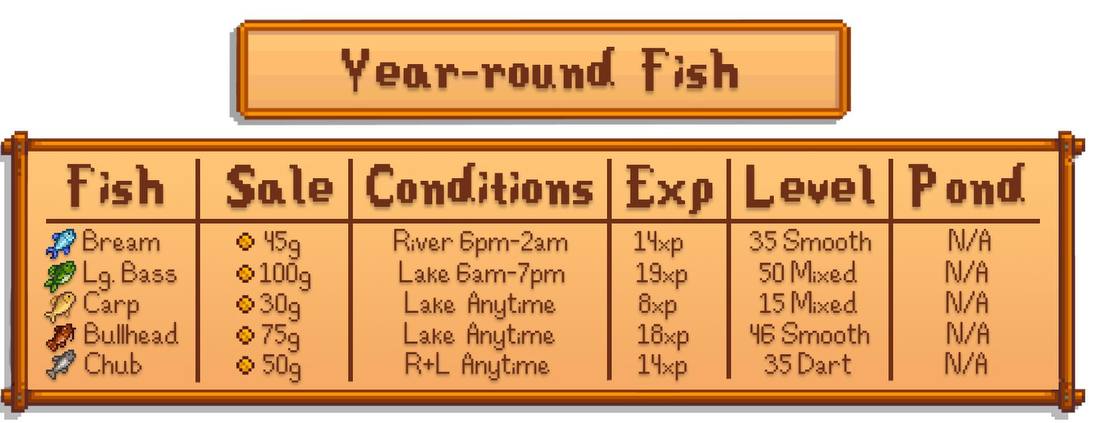 Year-round Fish
Fish Sale Conditions Exp Level Pond
Bream 45g River 6pm-2am 14xp 35 Smooth N/A
Lg. Bass 100g Lake 6am-7pm 19xp 50 Mixed N/A
Carp 30g Lake Anytime 8xp 15 Mixed N/A
Bullhead 75g Lake Anytime 18xp 46 Smooth N/A
Chub 50g R+L Anytime 14xp 35 Dart N/A